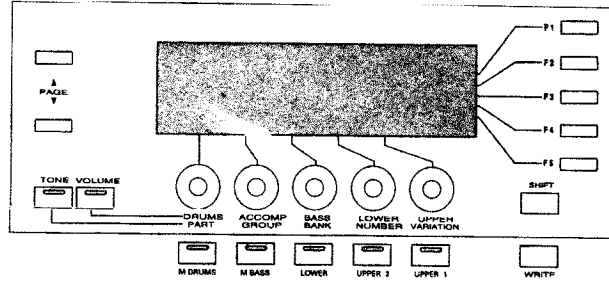 F1
F2
PAGE
F3
F4
F5
TONE VOLUME
SHIFT
DRUMS ACCOMP BASS LOWER UPPER
PART GROUP BANK NUMBER VARIATION
M DRUMS M BASS LOWER UPPER 2 UPPER 1 WRITE